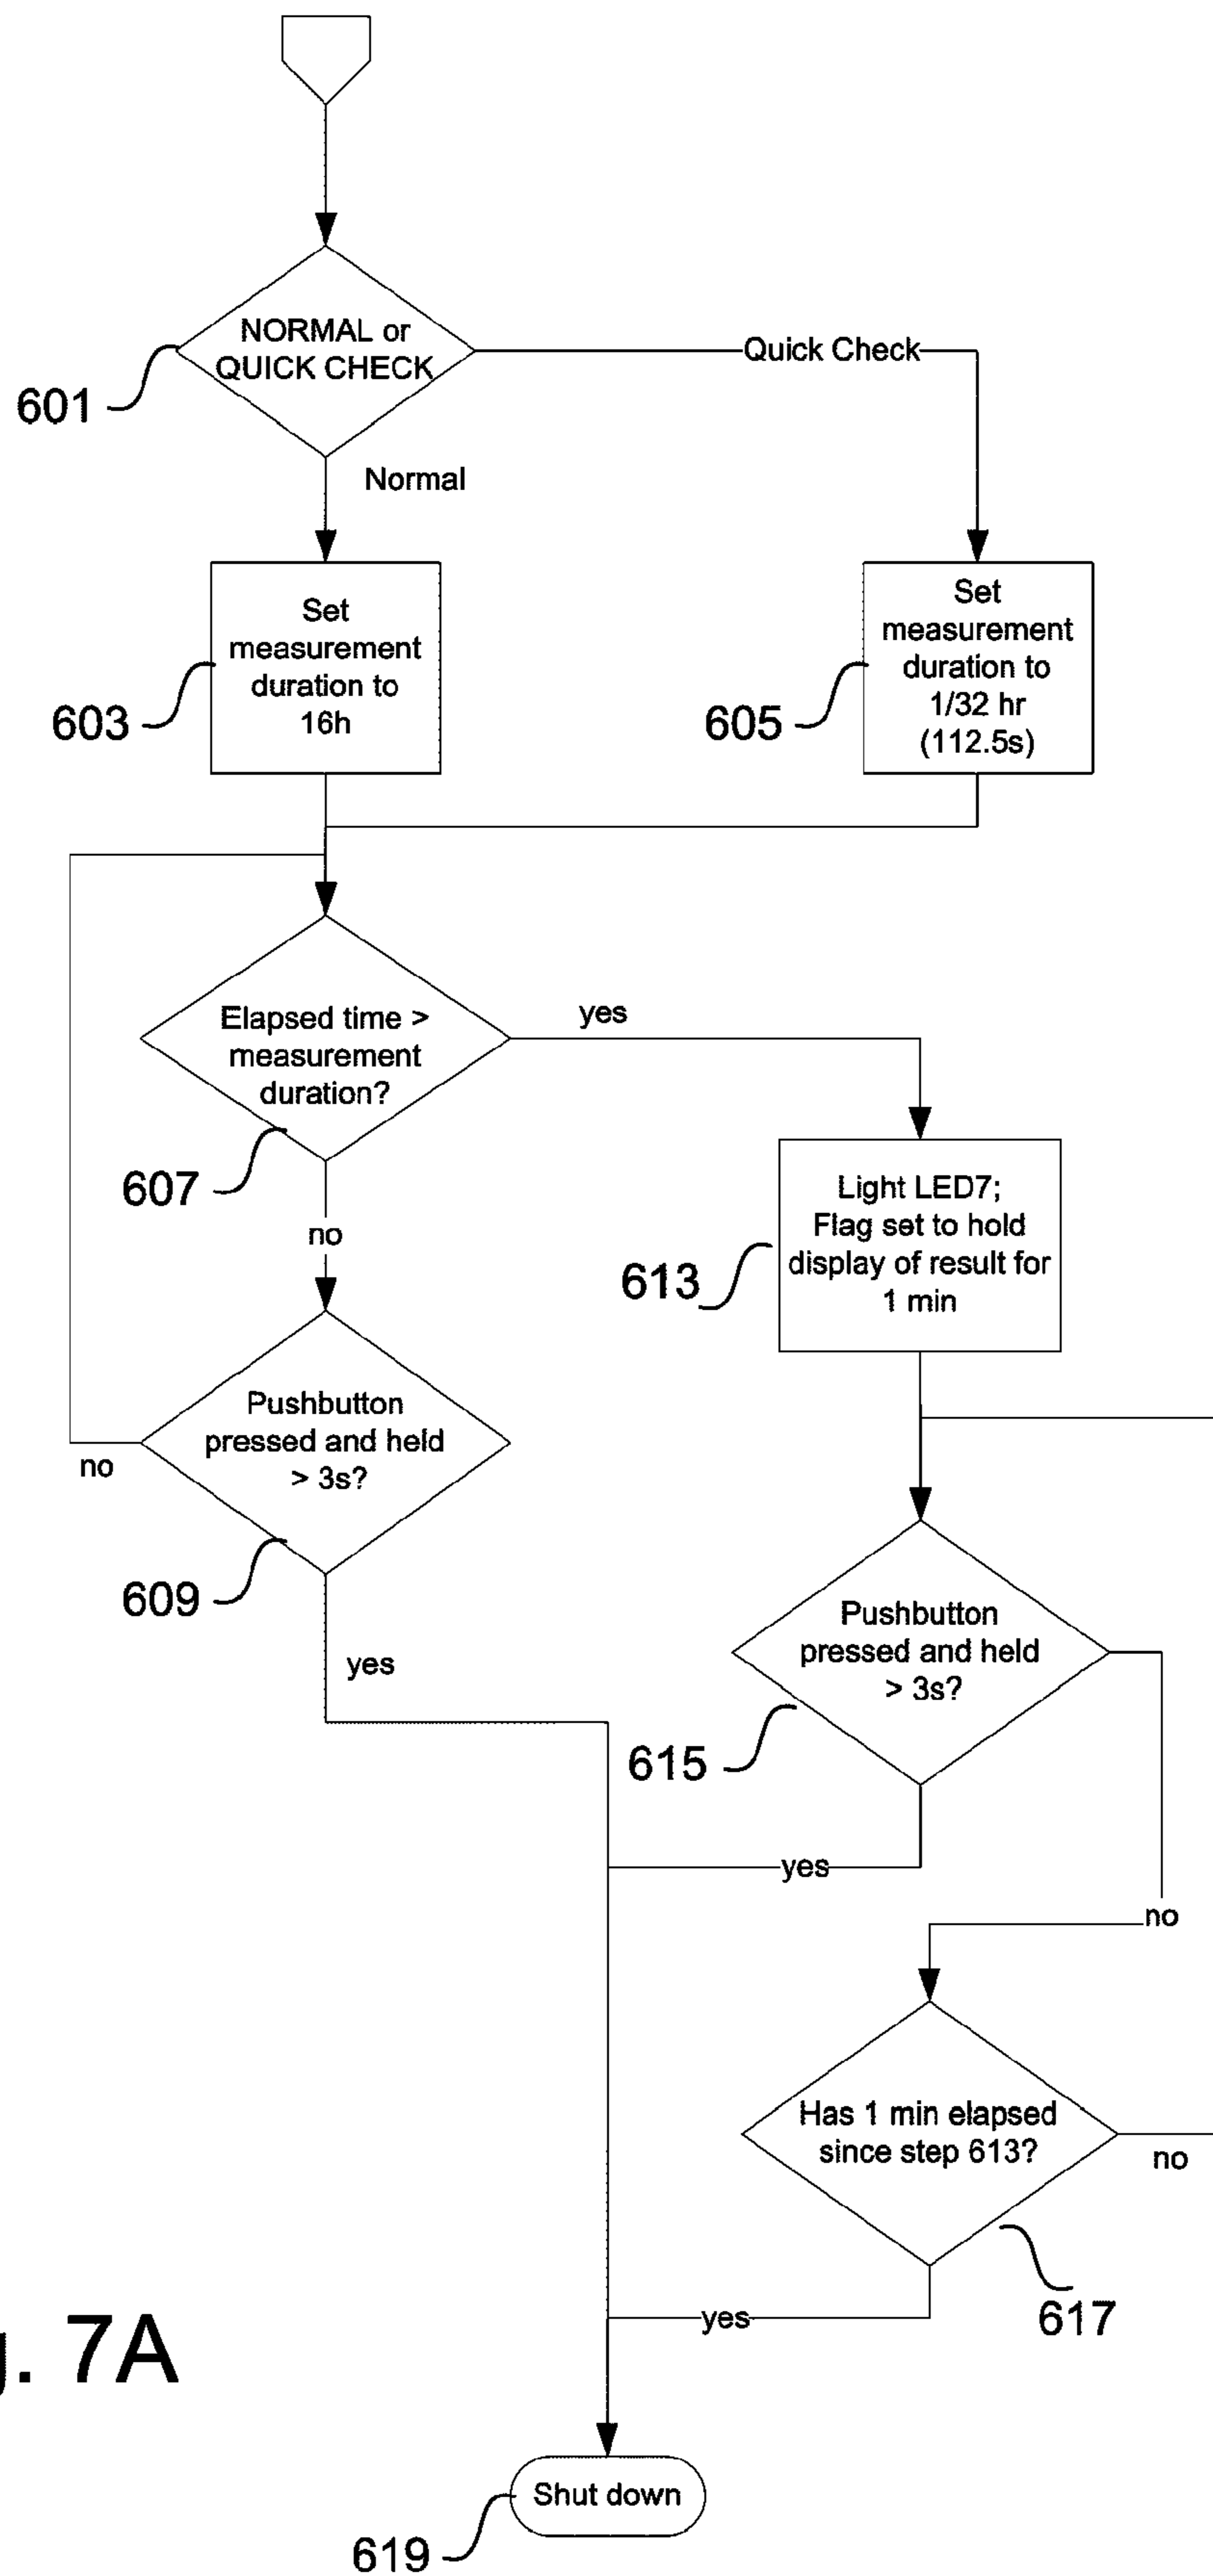 NORMAL or
QUICK CHECK
Quick Check
601
Normal
Set
measurement
duration to
16h
603
Set
measurement
duration to
1/32 hr
(112.5s)
605
Elapsed time >
measurement
duration?
yes
607
no
Light LED7;
Flag set to hold
display of result for
1 min
613
Pushbutton
pressed and held
> 3s?
no
609
yes
Pushbutton
pressed and held
> 3s?
615
yes
no
Has 1 min elapsed
since step 613?
no
617
yes
g. 7A
Shut down
619